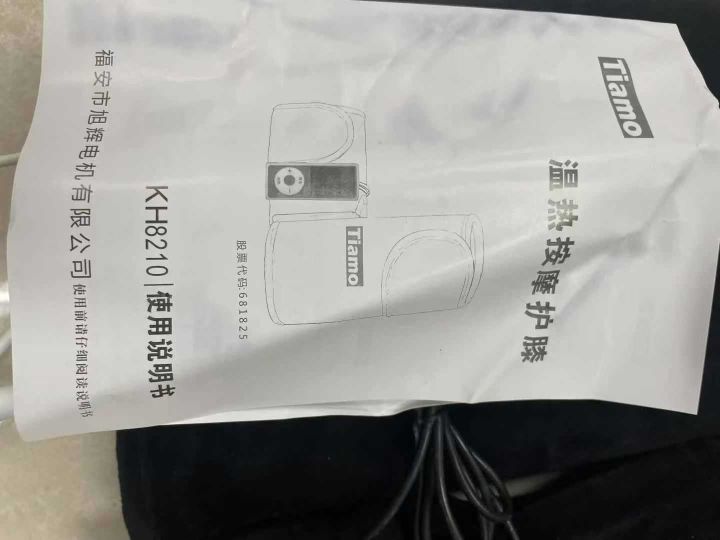 Tiamo
温热按摩护膝
Tiamo
股票代码:681825
KH8210|使用说明书
福安市旭辉电机有限公司
使用前请仔细阅读说明书